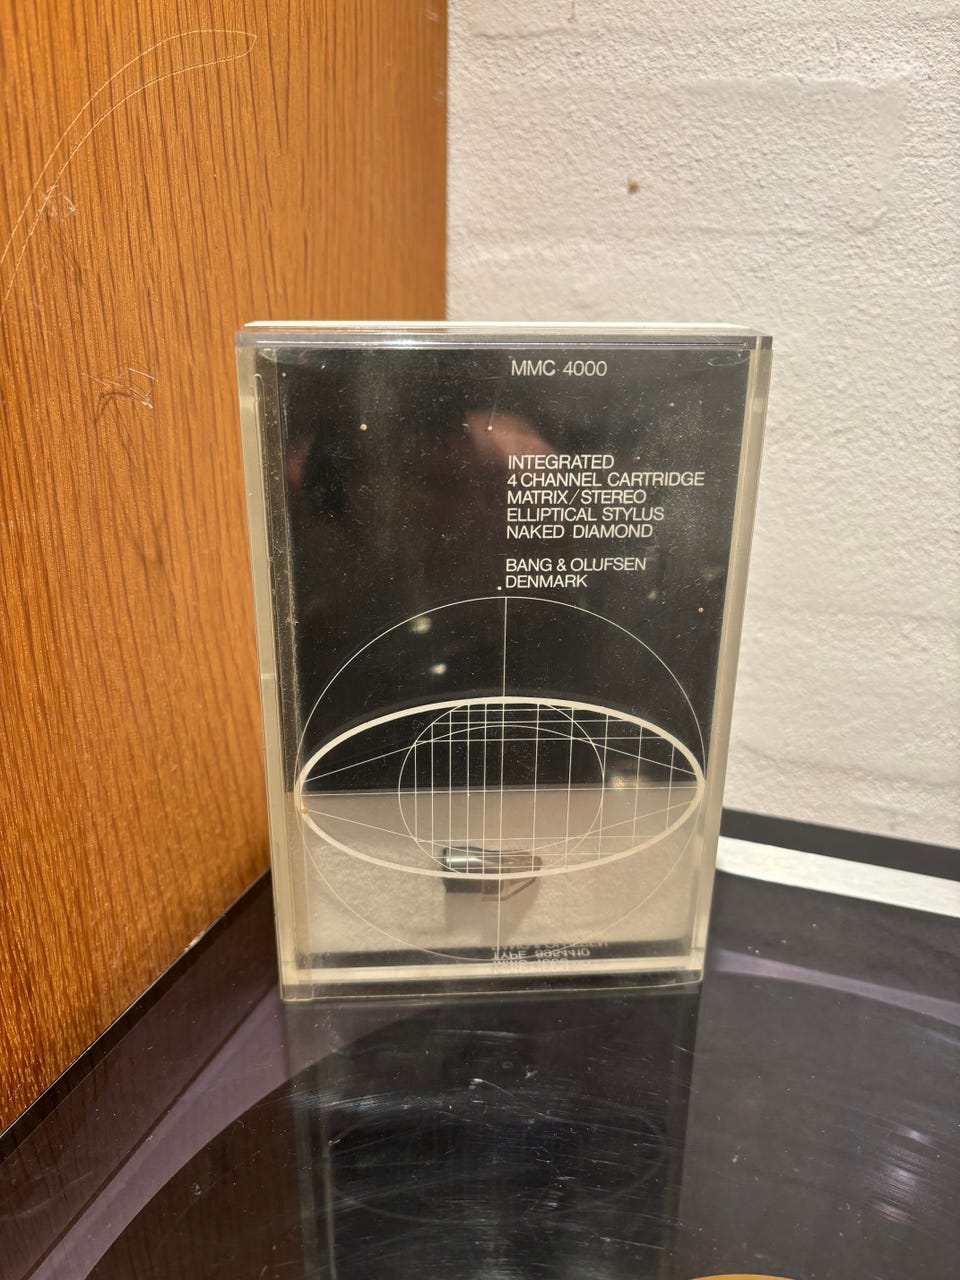 MMC 4000
INTEGRATED
4 CHANNEL CARTRIDGE
MATRIX/STEREO
ELLIPTICAL STYLUS
NAKED DIAMOND
BANG & OLUFSEN
DENMARK